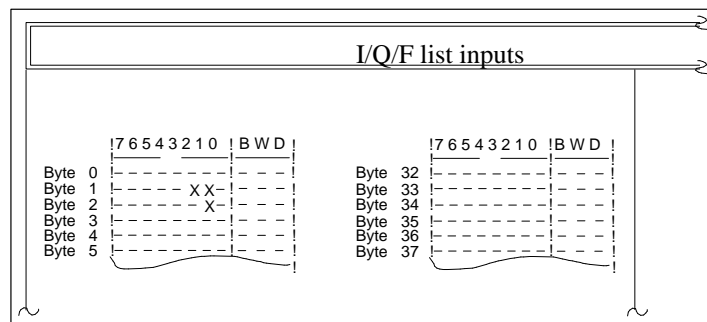 I/Q/F list inputs
!7 6 5 4 3 2 1 0 ! B W D ! !7 6 5 4 3 2 1 0 ! B W D !
Byte 0 !- - - - - - - -!- - -! Byte 32 !- - - - - - - -!- - -!
Byte 1 !- - - - - X X -!- - -! Byte 33 !- - - - - - - -!- - -!
Byte 2 !- - - - - - X -!- - -! Byte 34 !- - - - - - - -!- - -!
Byte 3 !- - - - - - - -!- - -! Byte 35 !- - - - - - - -!- - -!
Byte 4 !- - - - - - - -!- - -! Byte 36 !- - - - - - - -!- - -!
Byte 5 !- - - - - - - -!- - -! Byte 37 !- - - - - - - -!- - -!